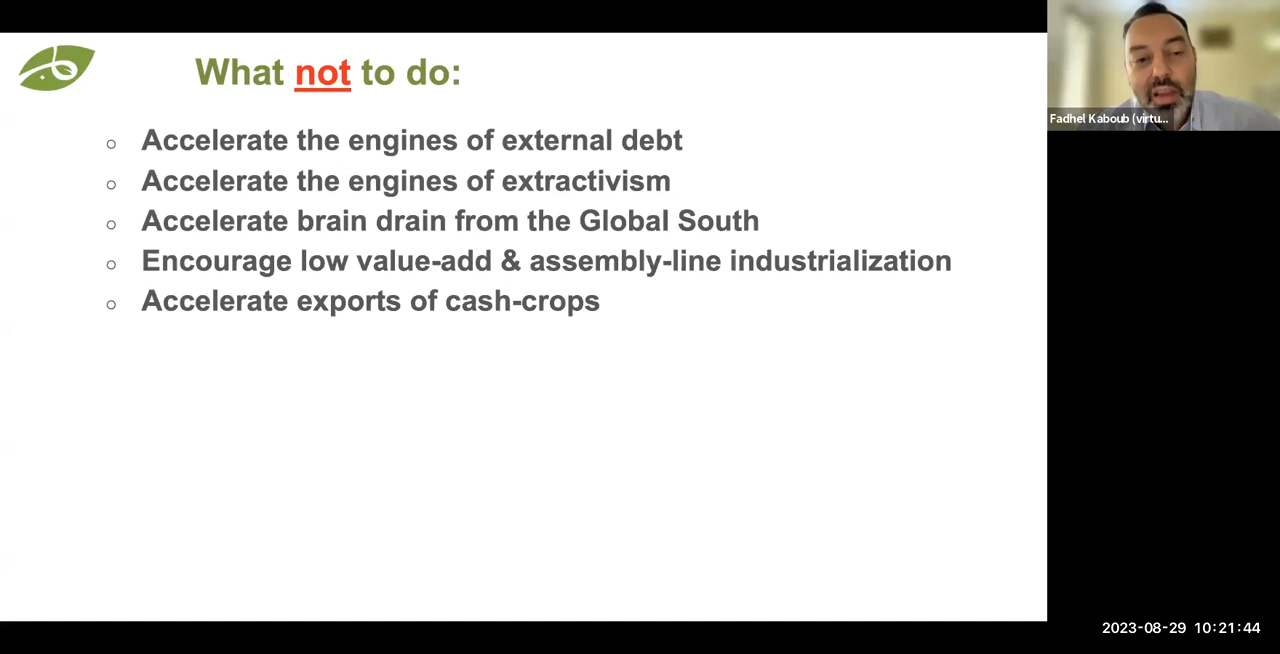 What not to do:
○ Accelerate the engines of external debt
○ Accelerate the engines of extractivism
○ Accelerate brain drain from the Global South
○ Encourage low value-add & assembly-line industrialization
○ Accelerate exports of cash-crops
Fadhel Kaboub (virtu...
2023-08-29 10:21:44